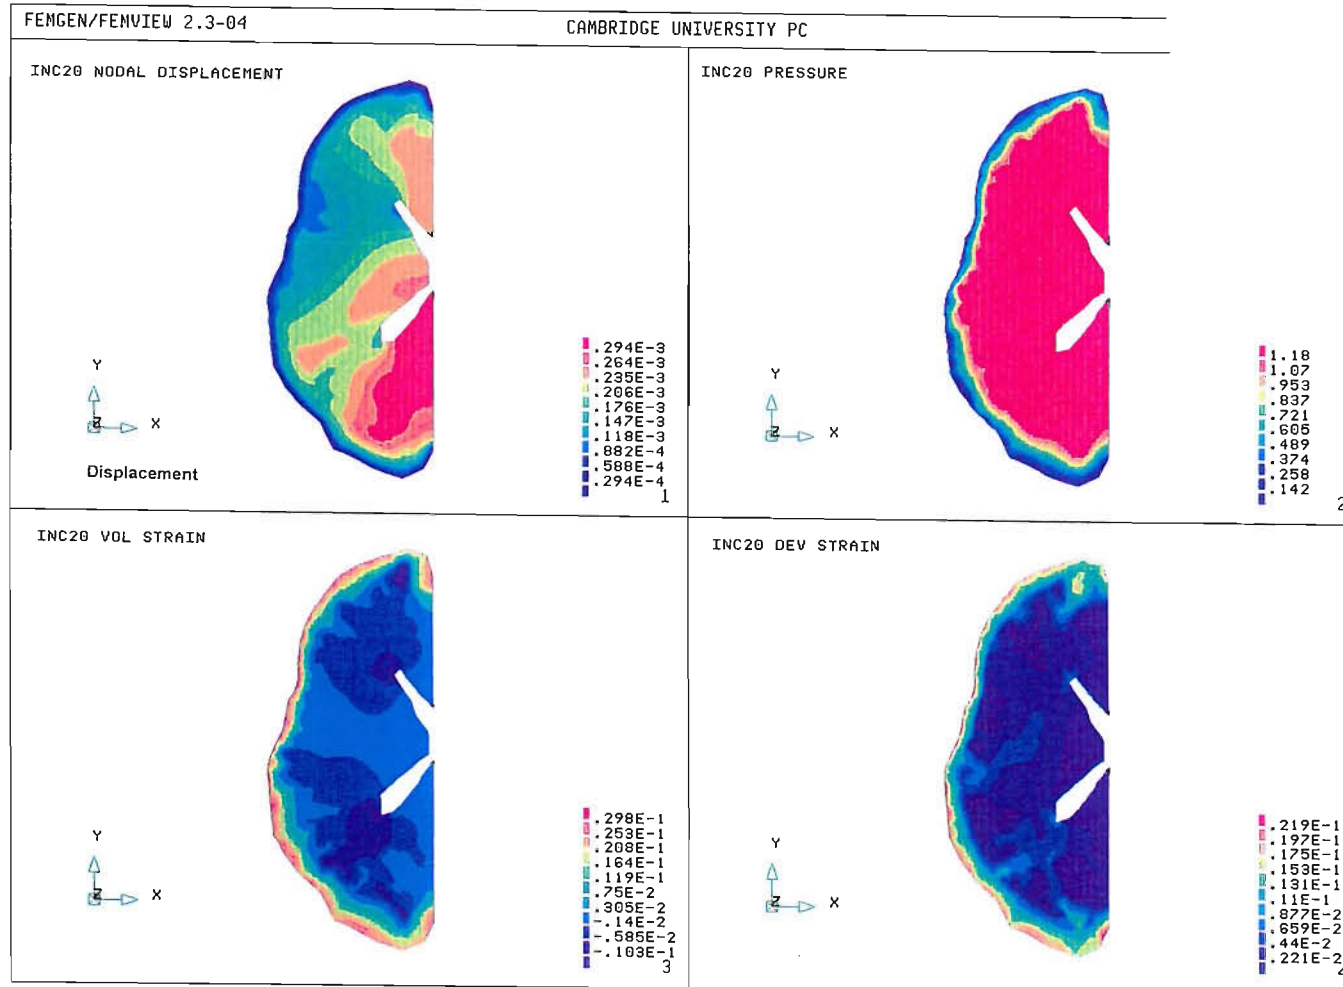 FEMGEN/FEMVIEW 2.3-04
CAMBRIDGE UNIVERSITY PC
INC20 NODAL DISPLACEMENT
Y
Z
X
Displacement
.294E-3
.264E-3
.235E-3
.206E-3
.176E-3
.147E-3
.118E-3
.882E-4
.588E-4
.294E-4
1
INC20 PRESSURE
Y
Z
X
1.18
1.07
.953
.837
.721
.605
.489
.374
.258
.142
2
INC20 VOL STRAIN
Y
Z
X
.298E-1
.253E-1
.208E-1
.164E-1
.119E-1
.75E-2
.305E-2
-.14E-2
-.585E-2
-.103E-1
3
INC20 DEV STRAIN
Y
Z
X
.219E-1
.197E-1
.175E-1
.153E-1
.131E-1
.11E-1
.877E-2
.659E-2
.44E-2
.221E-2